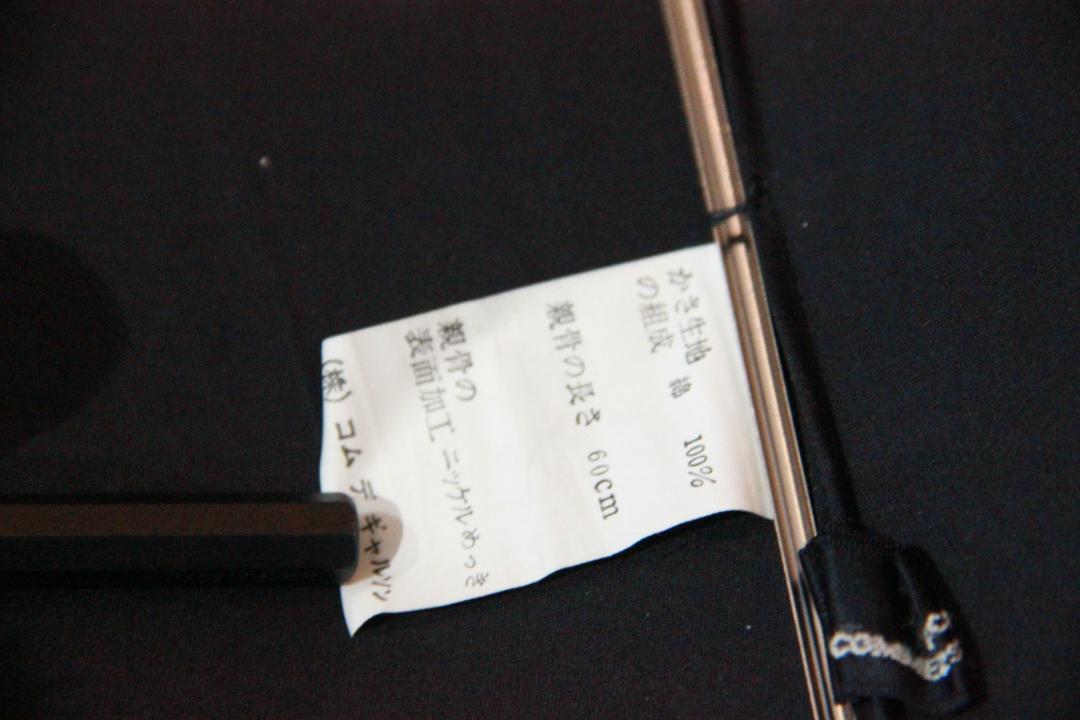 かさ生地 綿 100%
の組成
親骨の長さ 60cm
親骨の
表面加工 ニッケルめっき
(株) コム デ ギャルソン
COMME